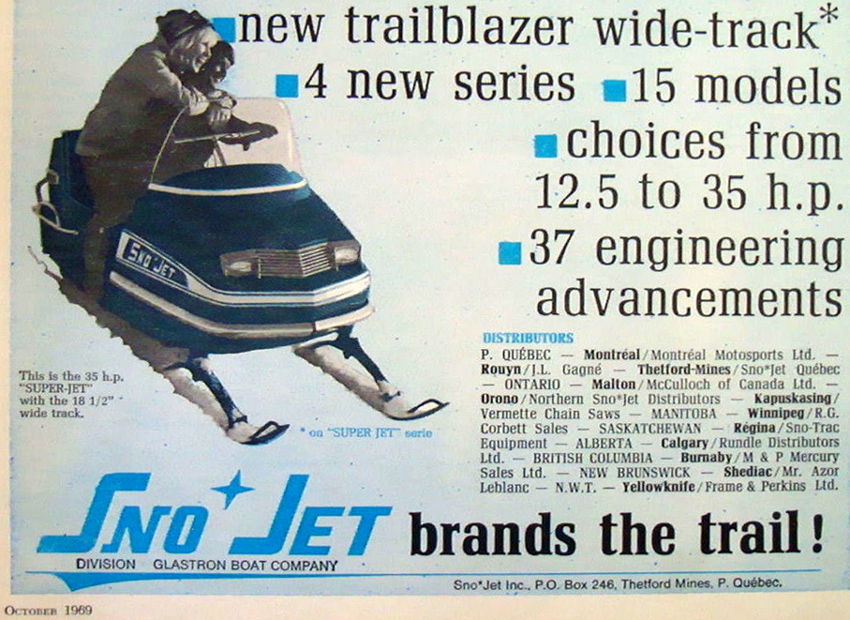 new trailblazer wide-track*
4 new series 15 models
choices from
12.5 to 35 h.p.
37 engineering
advancements
SNO*JET
DISTRIBUTORS
P. QUÉBEC — Montréal/Montréal Motosports Ltd. —
Rouyn/J.L. Gagné — Thetford-Mines/Sno*Jet Québec
— ONTARIO — Malton/McCulloch of Canada Ltd. —
Orono/Northern Sno*Jet Distributors — Kapuskasing/
Vermette Chain Saws — MANITOBA — Winnipeg/R.G.
Corbett Sales — SASKATCHEWAN — Régina/Sno-Trac
Equipment — ALBERTA — Calgary/Rundle Distributors
Ltd. — BRITISH COLUMBIA — Burnaby/M & P Mercury
Sales Ltd. — NEW BRUNSWICK — Shediac/Mr. Azor
Leblanc — N.W.T. — Yellowknife/Frame & Perkins Ltd.
This is the 35 h.p.
"SUPER-JET"
with the 18 1/2"
wide track.
* on "SUPER JET" serie
SNO*JET brands the trail!
DIVISION GLASTRON BOAT COMPANY
Sno*Jet Inc., P.O. Box 246, Thetford Mines, P. Québec.
OCTOBER 1969